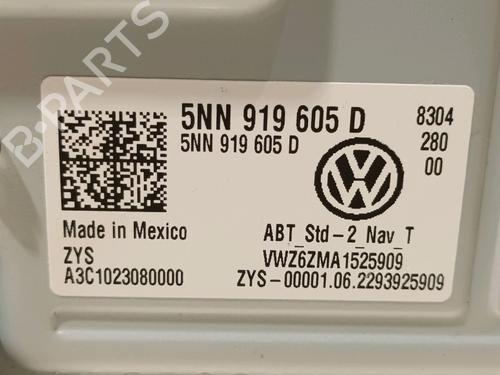 B-PARTS
5NN 919 605 D
5NN 919 605 D
8304
280
00
Made in Mexico
ZYS
A3C1023080000
ABT_Std-2_Nav_T
VWZ6ZMA1525909
ZYS-00001.06.2293925909